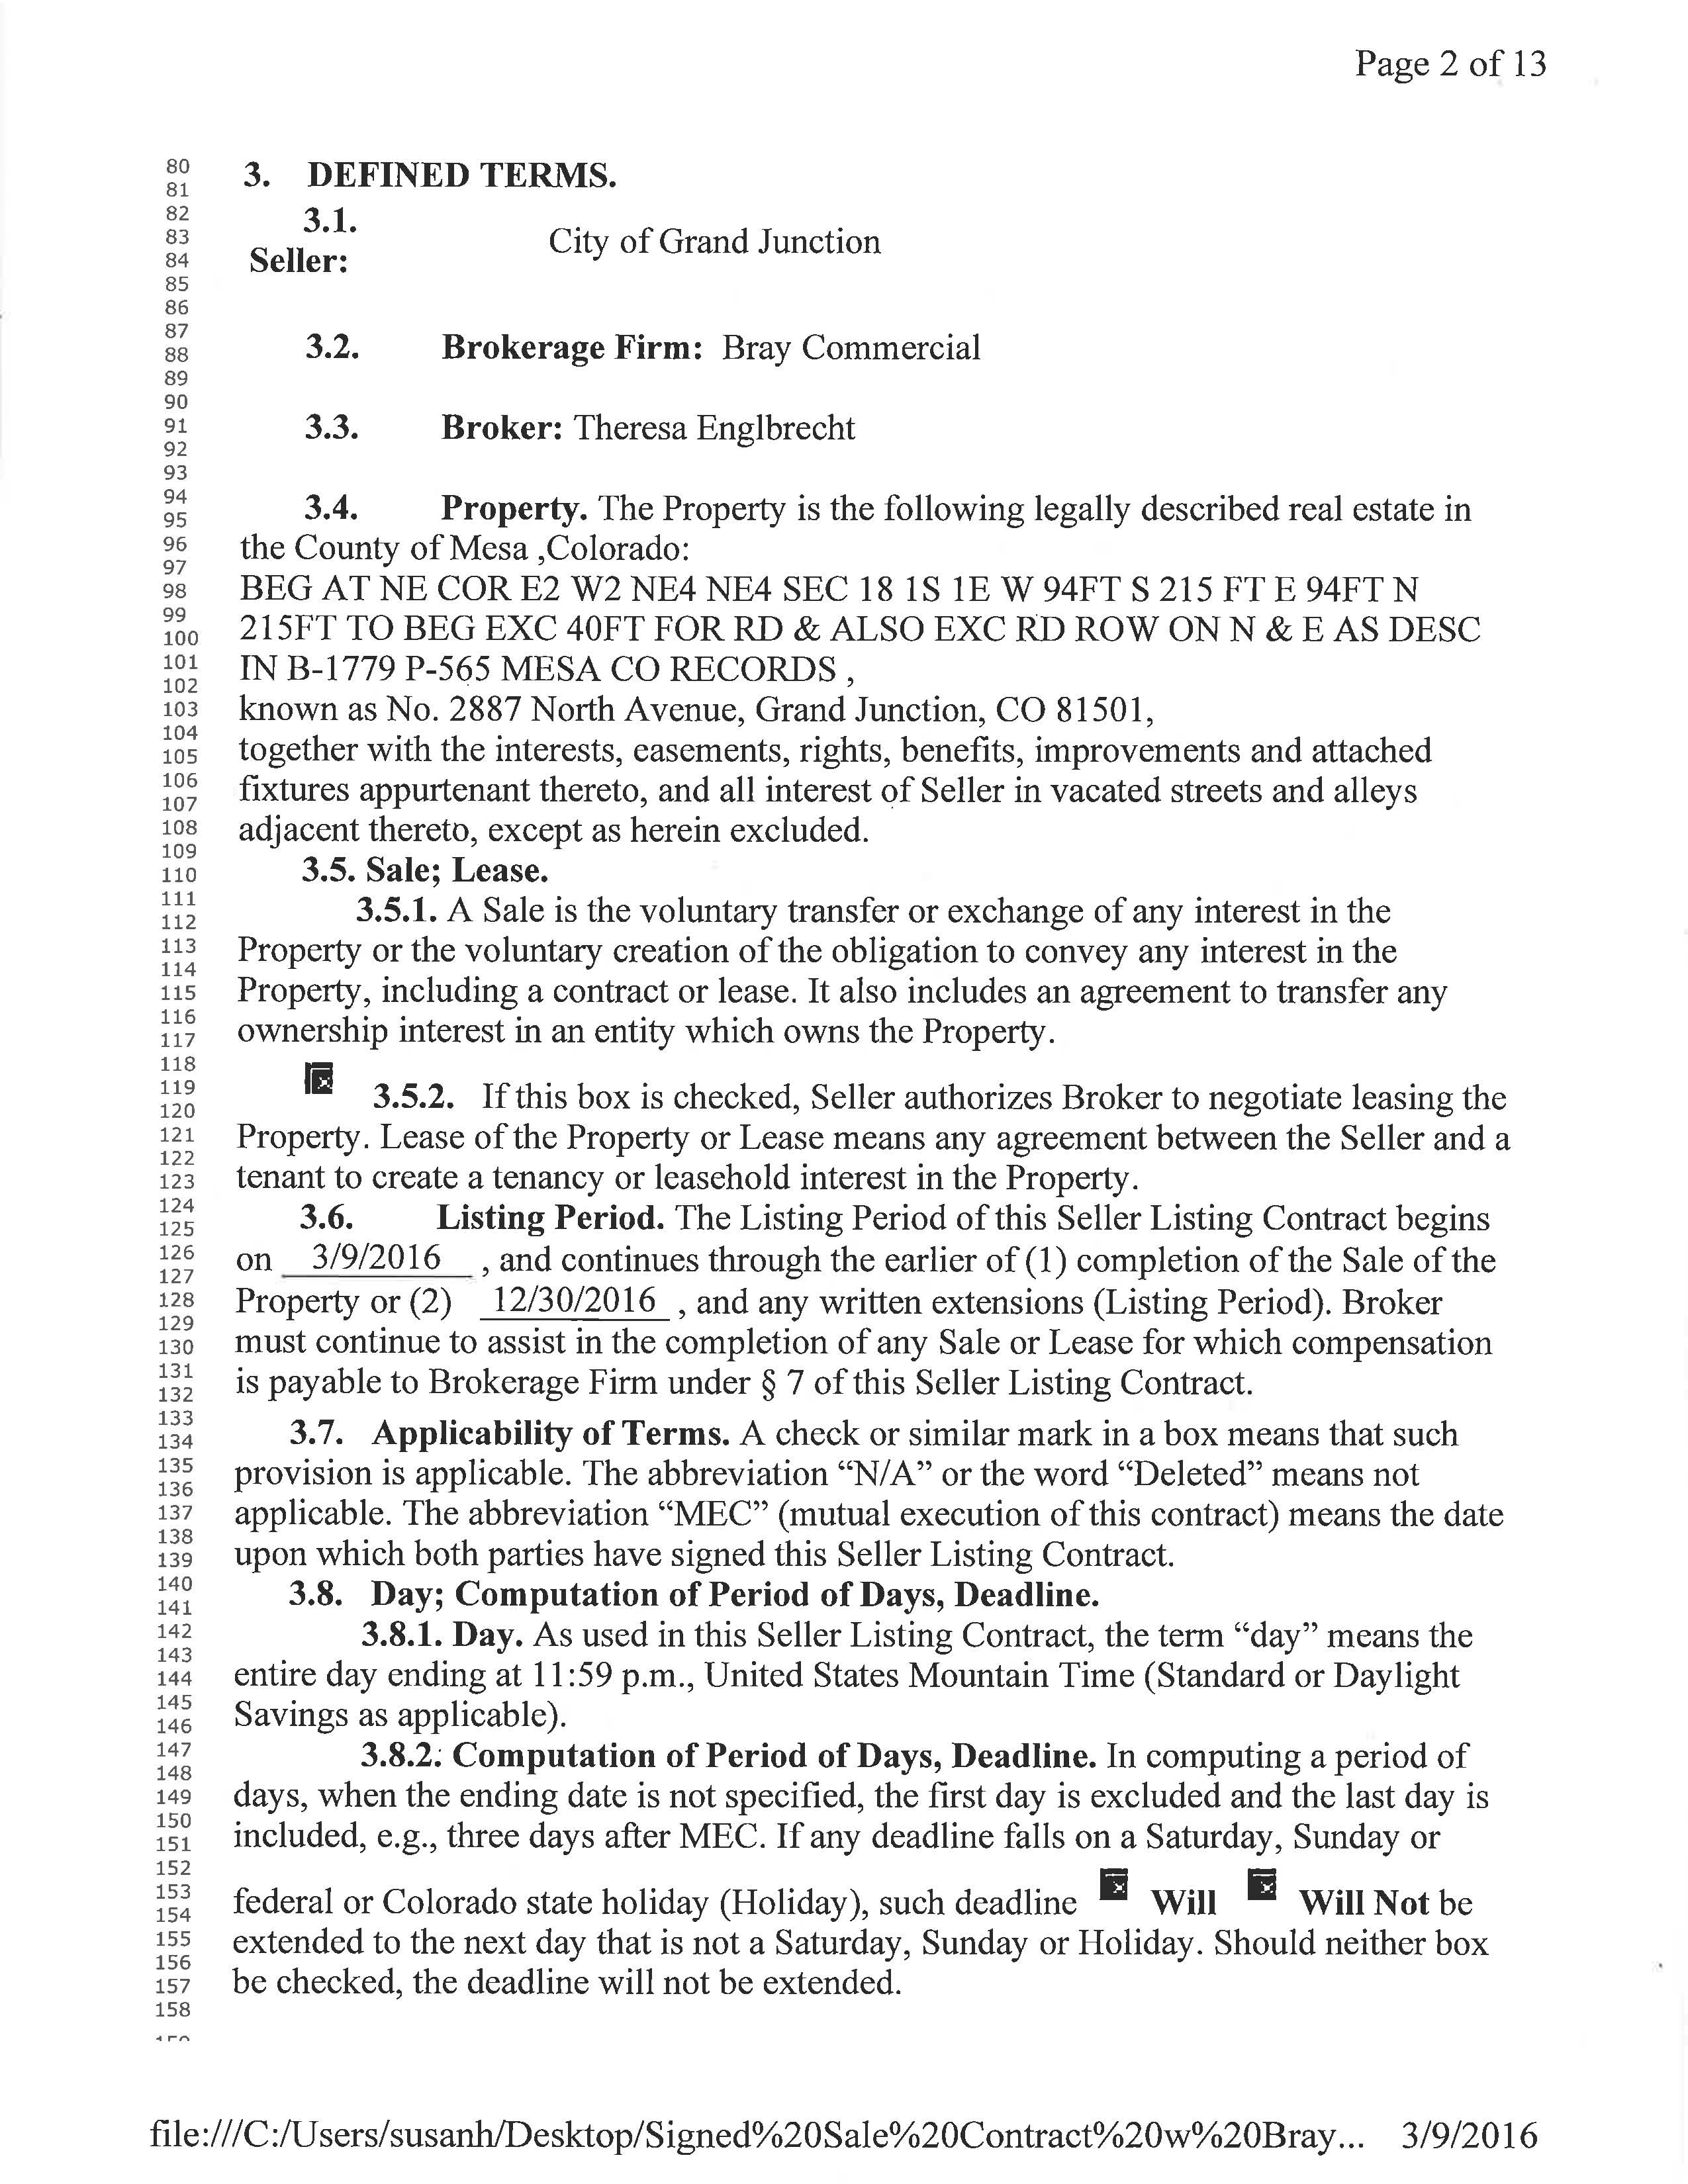 Page 2 of 13
80
81
82
83
84
85
86
87
88
89
90
91
92
93
94
95
96
97
98
99
100
101
102
103
104
105
106
107
108
109
110
111
112
113
114
115
116
117
118
119
120
121
122
123
124
125
126
127
128
129
130
131
132
133
134
135
136
137
138
139
140
141
142
143
144
145
146
147
148
149
150
151
152
153
154
155
156
157
158
3. DEFINED TERMS.
3.1.
Seller:
City of Grand Junction
3.2. Brokerage Firm: Bray Commercial
3.3. Broker: Theresa Englbrecht
3.4. Property. The Property is the following legally described real estate in
the County of Mesa ,Colorado:
BEG AT NE COR E2 W2 NE4 NE4 SEC 18 1S 1E W 94FT S 215 FT E 94FT N
215FT TO BEG EXC 40FT FOR RD & ALSO EXC RD ROW ON N & E AS DESC
IN B-1779 P-565 MESA CO RECORDS ,
known as No. 2887 North Avenue, Grand Junction, CO 81501,
together with the interests, easements, rights, benefits, improvements and attached
fixtures appurtenant thereto, and all interest of Seller in vacated streets and alleys
adjacent thereto, except as herein excluded.
3.5. Sale; Lease.
3.5.1. A Sale is the voluntary transfer or exchange of any interest in the
Property or the voluntary creation of the obligation to convey any interest in the
Property, including a contract or lease. It also includes an agreement to transfer any
ownership interest in an entity which owns the Property.
3.5.2. If this box is checked, Seller authorizes Broker to negotiate leasing the
Property. Lease of the Property or Lease means any agreement between the Seller and a
tenant to create a tenancy or leasehold interest in the Property.
3.6. Listing Period. The Listing Period of this Seller Listing Contract begins
on 3/9/2016 , and continues through the earlier of (1) completion of the Sale of the
Property or (2) 12/30/2016 , and any written extensions (Listing Period). Broker
must continue to assist in the completion of any Sale or Lease for which compensation
is payable to Brokerage Firm under § 7 of this Seller Listing Contract.
3.7. Applicability of Terms. A check or similar mark in a box means that such
provision is applicable. The abbreviation “N/A” or the word “Deleted” means not
applicable. The abbreviation “MEC” (mutual execution of this contract) means the date
upon which both parties have signed this Seller Listing Contract.
3.8. Day; Computation of Period of Days, Deadline.
3.8.1. Day. As used in this Seller Listing Contract, the term “day” means the
entire day ending at 11:59 p.m., United States Mountain Time (Standard or Daylight
Savings as applicable).
3.8.2. Computation of Period of Days, Deadline. In computing a period of
days, when the ending date is not specified, the first day is excluded and the last day is
included, e.g., three days after MEC. If any deadline falls on a Saturday, Sunday or
federal or Colorado state holiday (Holiday), such deadline Will Will Not be
extended to the next day that is not a Saturday, Sunday or Holiday. Should neither box
be checked, the deadline will not be extended.
file:///C:/Users/susanh/Desktop/Signed%20Sale%20Contract%20w%20Bray... 3/9/2016